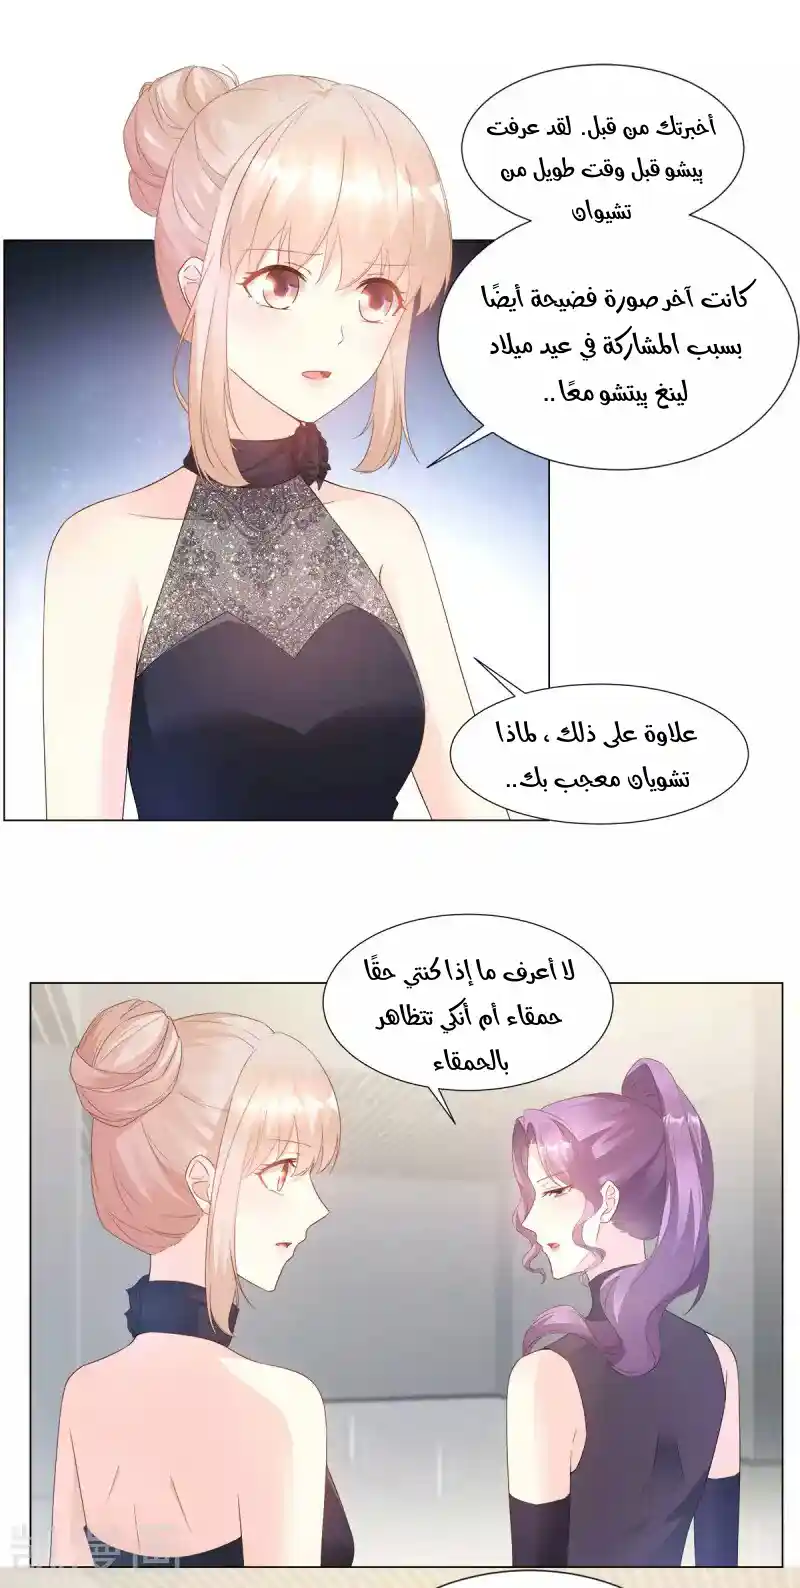 أخبرتك من قبل. لقد عرفت
ييشو قبل وقت طويل من
تشيوان
كانت آخر صورة فضيحة أيضًا
بسبب المشاركة في عيد ميلاد
لينغ ييتشو معًا..
علاوة على ذلك ، لماذا
تشويان معجب بك..
لا أعرف ما إذا كنتي حقًا
حمقاء أم أنكي تتظاهر
بالحمقاء